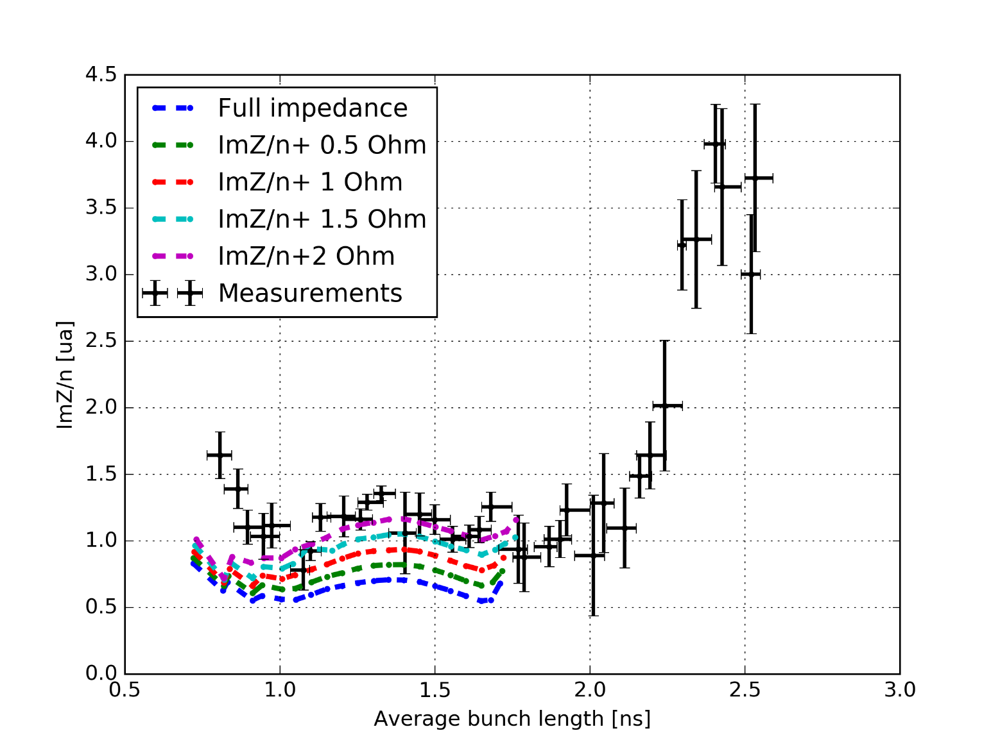 4.5
4.0
3.5
3.0
2.5
2.0
1.5
1.0
0.5
0.0
ImZ/n [ua]
Full impedance
ImZ/n+ 0.5 Ohm
ImZ/n+ 1 Ohm
ImZ/n+ 1.5 Ohm
ImZ/n+2 Ohm
Measurements
0.5 1.0 1.5 2.0 2.5 3.0
Average bunch length [ns]